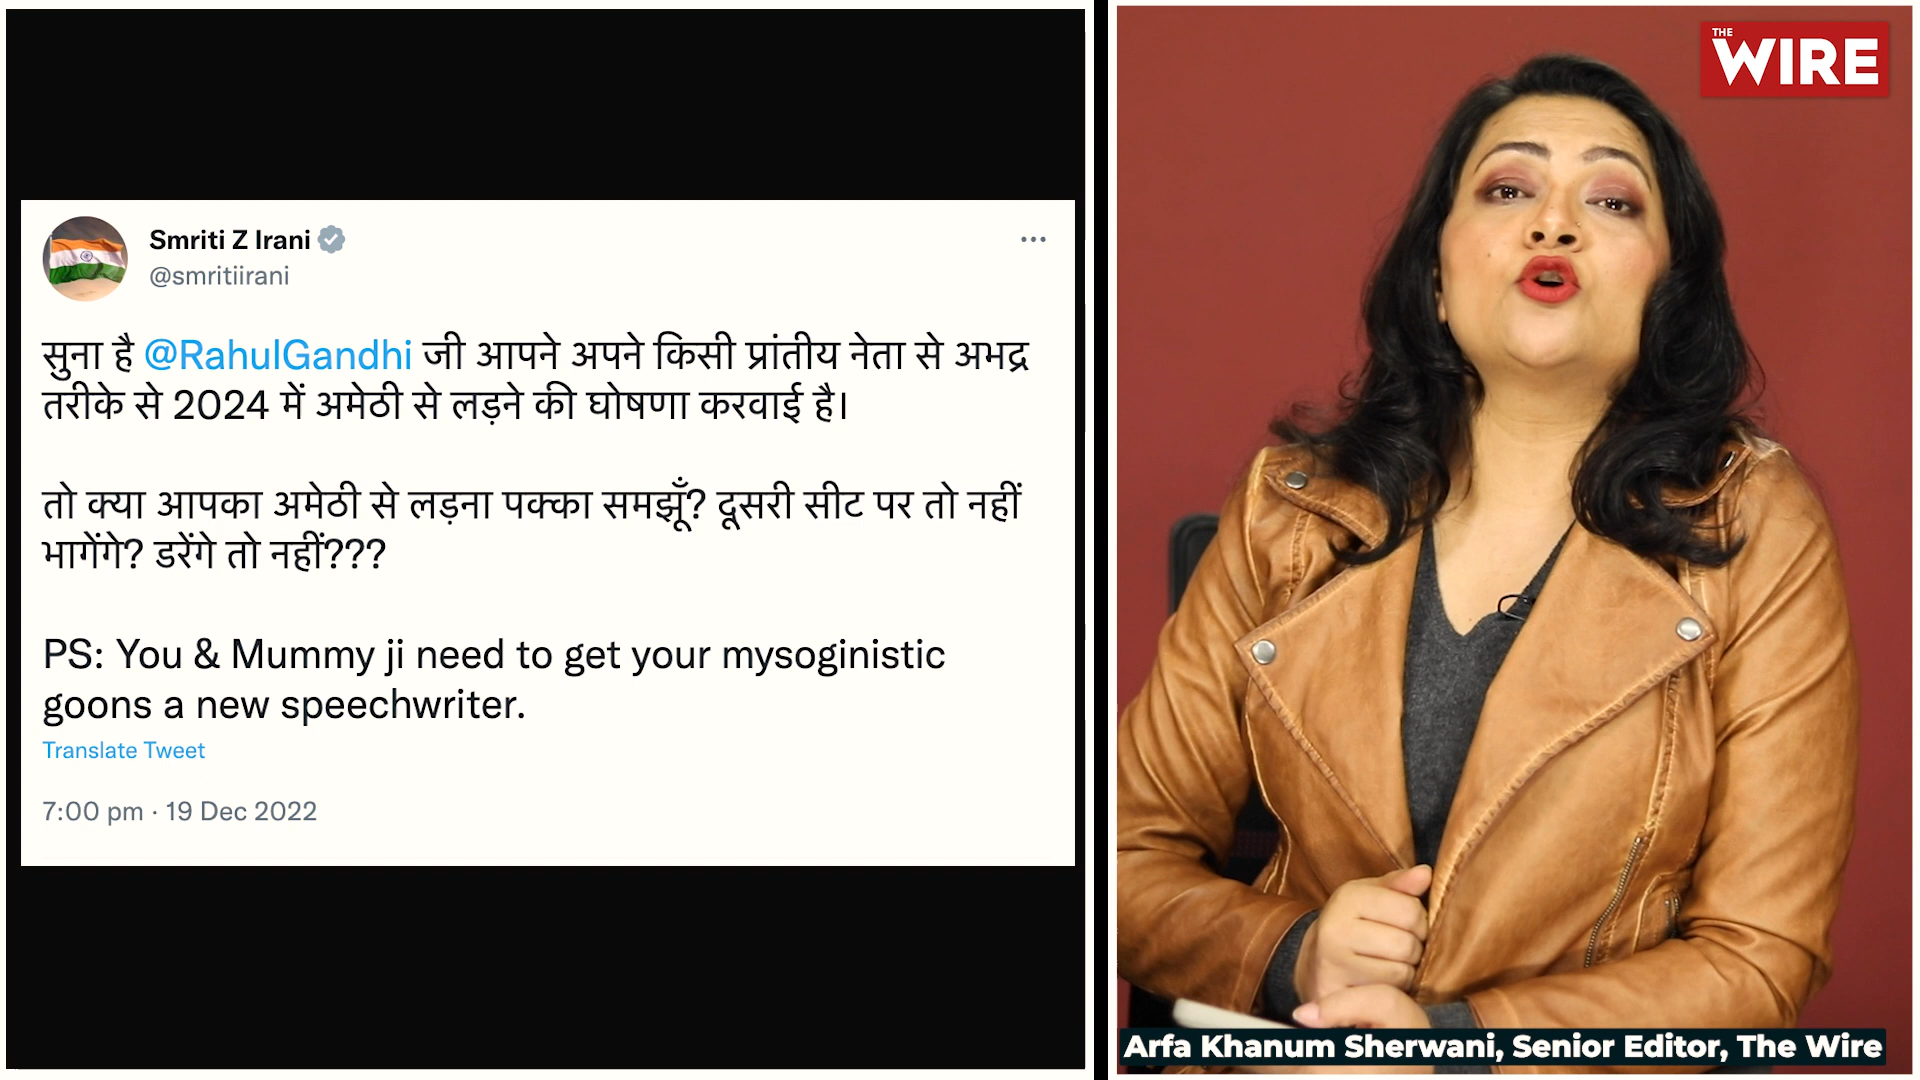 Smriti Z Irani
@smritiirani
सुना है @RahulGandhi जी आपने अपने किसी प्रांतीय नेता से अभद्र
तरीके से 2024 में अमेठी से लड़ने की घोषणा करवाई है।
तो क्या आपका अमेठी से लड़ना पक्का समझूँ? दूसरी सीट पर तो नहीं
भागेंगे? डरेंगे तो नहीं???
PS: You & Mummy ji need to get your mysoginistic
goons a new speechwriter.
Translate Tweet
7:00 pm · 19 Dec 2022
THE
WIRE
Arfa Khanum Sherwani, Senior Editor, The Wire